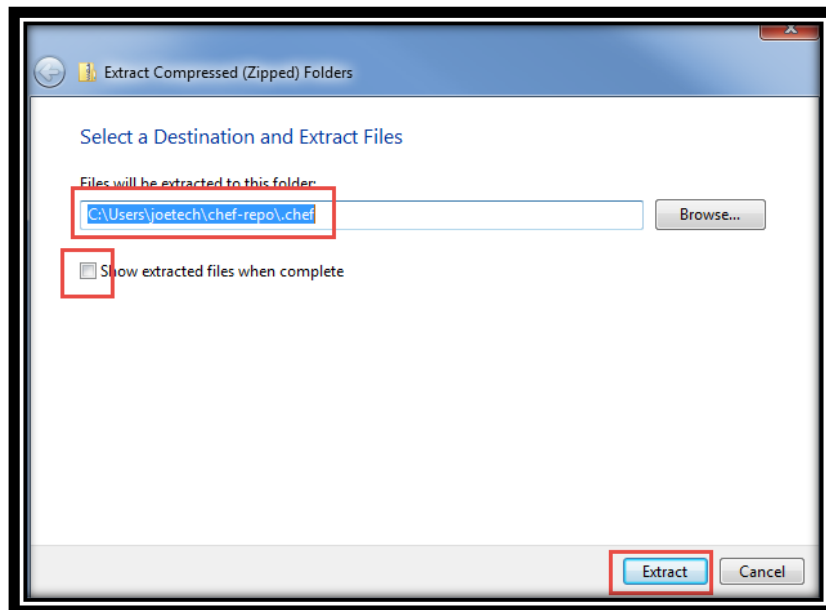 Extract Compressed (Zipped) Folders
Select a Destination and Extract Files
Files will be extracted to this folder:
C:\Users\joetech\chef-repo\.chef
Browse...
Show extracted files when complete
Extract
Cancel